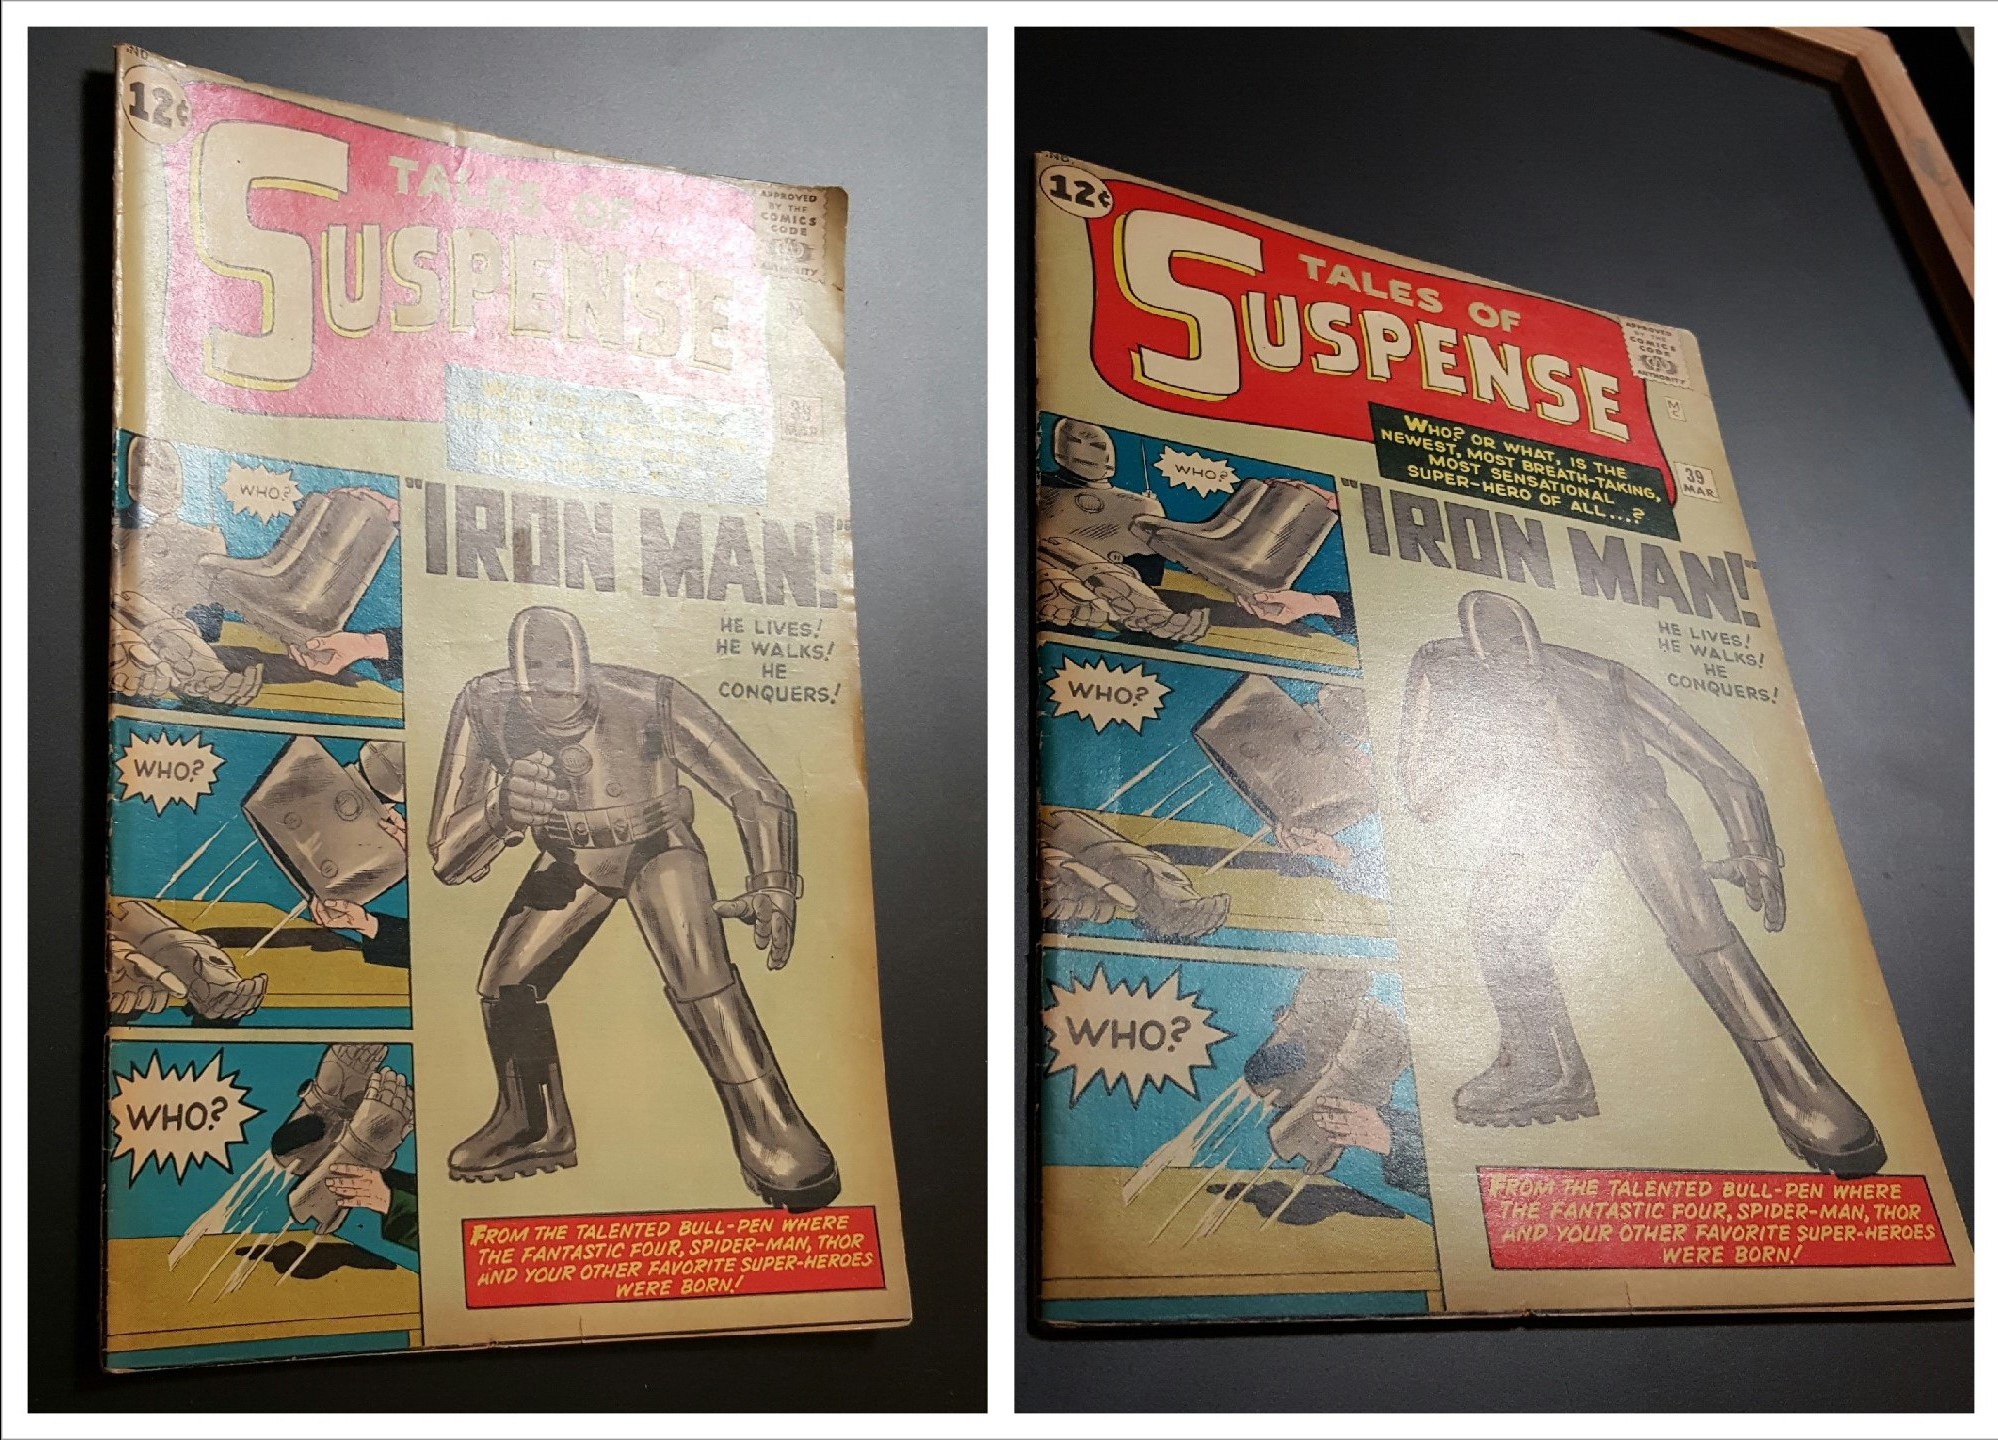 IND.
12¢
TALES OF
SUSPENSE
APPROVED
BY THE
COMICS
CODE
AUTHORITY
M
39
MAR
WHO?
"IRON MAN!"
HE LIVES!
HE WALKS!
HE
CONQUERS!
WHO?
WHO?
FROM THE TALENTED BULL-PEN WHERE
THE FANTASTIC FOUR, SPIDER-MAN, THOR
AND YOUR OTHER FAVORITE SUPER-HEROES
WERE BORN!
IND.
12¢
TALES OF
SUSPENSE
APPROVED
BY THE
COMICS
CODE
AUTHORITY
M
C
WHO? OR WHAT, IS THE
NEWEST, MOST BREATH-TAKING,
MOST SENSATIONAL
SUPER-HERO OF ALL....?
39
MAR.
WHO?
"IRON MAN!"
HE LIVES!
HE WALKS!
HE
CONQUERS!
WHO?
WHO?
FROM THE TALENTED BULL-PEN WHERE
THE FANTASTIC FOUR, SPIDER-MAN, THOR
AND YOUR OTHER FAVORITE SUPER-HEROES
WERE BORN!